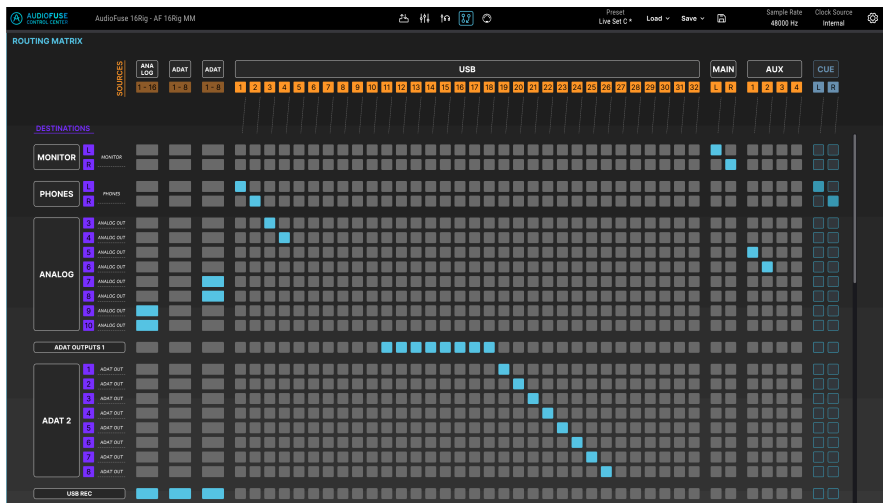 AUDIOFUSE
CONTROL CENTER
AudioFuse 16Rig - AF 16Rig MM
Preset
Live Set C *
Load
Save
Sample Rate
48000 Hz
Clock Source
Internal
ROUTING MATRIX
SOURCES
ANA LOG ADAT ADAT USB MAIN AUX CUE
1 - 16 1 - 8 1 - 8 1 2 3 4 5 6 7 8 9 10 11 12 13 14 15 16 17 18 19 20 21 22 23 24 25 26 27 28 29 30 31 32 L R 1 2 3 4 L R
DESTINATIONS
MONITOR L MONITOR
R
PHONES L PHONES
R
ANALOG
3 ANALOG OUT
4 ANALOG OUT
5 ANALOG OUT
6 ANALOG OUT
7 ANALOG OUT
8 ANALOG OUT
9 ANALOG OUT
10 ANALOG OUT
ADAT OUTPUTS 1
ADAT 2
1 ADAT OUT
2 ADAT OUT
3 ADAT OUT
4 ADAT OUT
5 ADAT OUT
6 ADAT OUT
7 ADAT OUT
8 ADAT OUT
USB REC